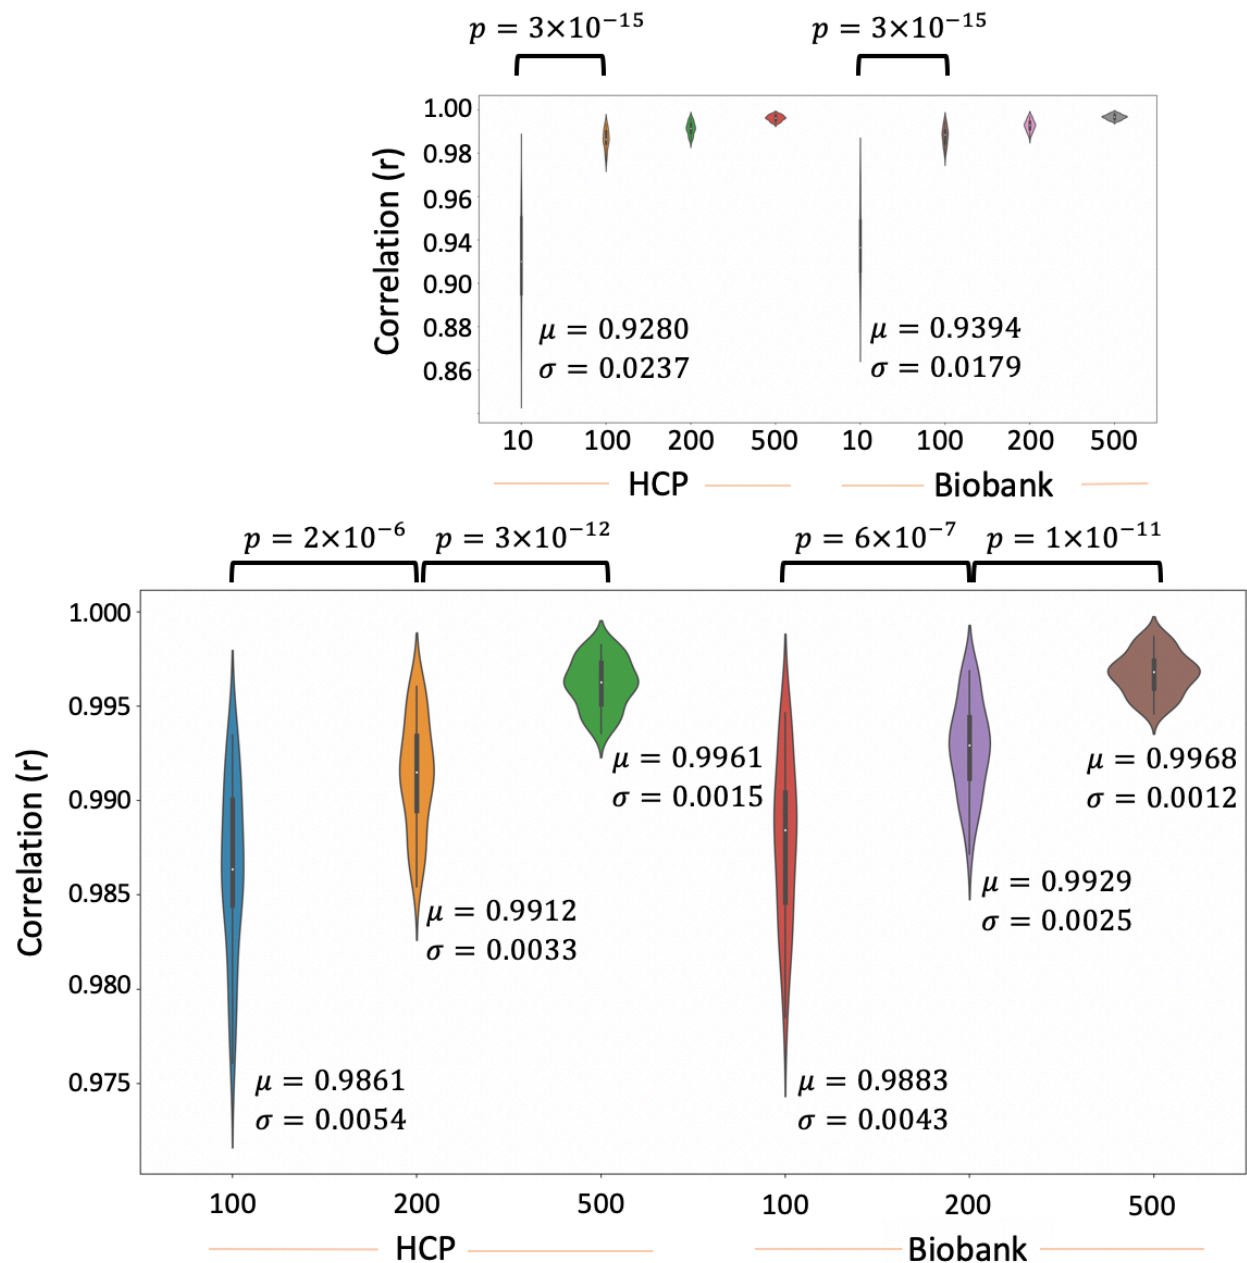 p = 3×10⁻¹⁵ p = 3×10⁻¹⁵
Correlation (r)
1.00
0.98
0.96
0.94
0.90
0.88
0.86
μ = 0.9280
σ = 0.0237
μ = 0.9394
σ = 0.0179
10 100 200 500 10 100 200 500
HCP Biobank
p = 2×10⁻⁶ p = 3×10⁻¹² p = 6×10⁻⁷ p = 1×10⁻¹¹
Correlation (r)
1.000
0.995
0.990
0.985
0.980
0.975
μ = 0.9861
σ = 0.0054
μ = 0.9912
σ = 0.0033
μ = 0.9961
σ = 0.0015
μ = 0.9883
σ = 0.0043
μ = 0.9929
σ = 0.0025
μ = 0.9968
σ = 0.0012
100 200 500 100 200 500
HCP Biobank